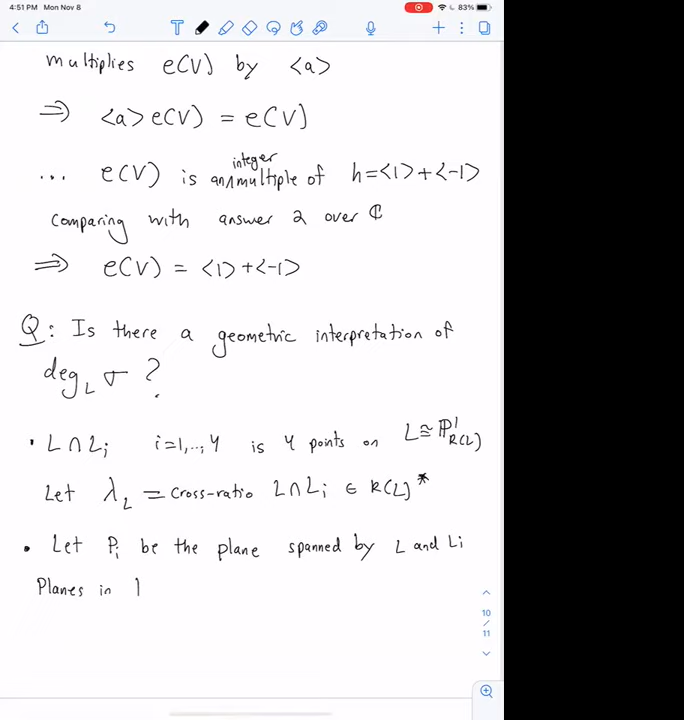 4:51 PM Mon Nov 8
83%
multiplies e(V) by <a>
⇒ <a> e(V) = e(V)
integer
... e(V) is an multiple of h=<1>+<-1>
comparing with answer 2 over ℂ
⇒ e(V) = <1>+<-1>
Q: Is there a geometric interpretation of
deg_L σ ?
· L ∩ L_i i=1,..,4 is 4 points on L ≅ ℙ^1_{k(L)}
Let λ_L = cross-ratio L∩L_i ∈ k(L)^*
· Let P_i be the plane spanned by L and L_i
Planes in
10
/
11